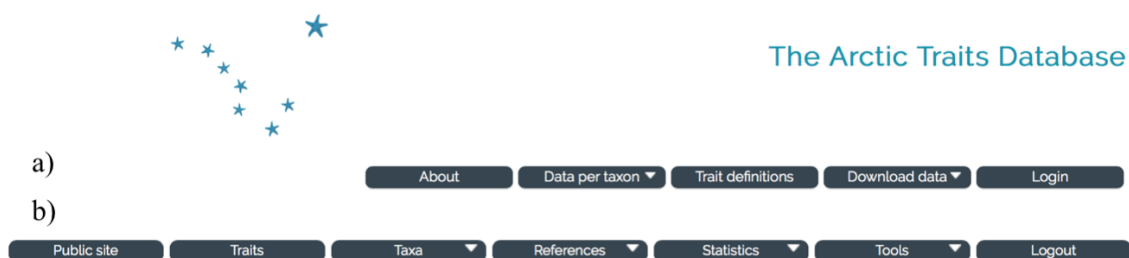 The Arctic Traits Database
a)
About Data per taxon Trait definitions Download data Login
b)
Public site Traits Taxa References Statistics Tools Logout